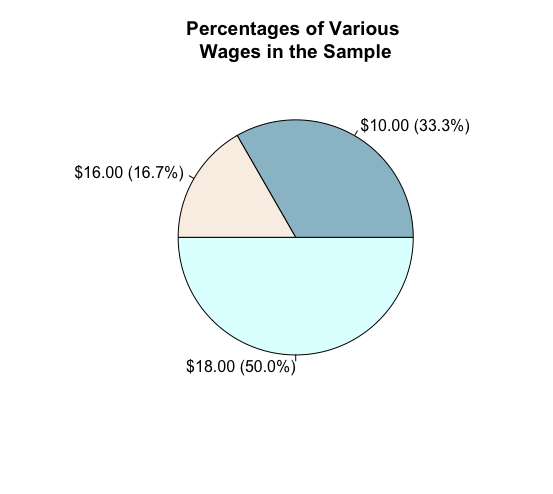 Percentages of Various
Wages in the Sample
$10.00 (33.3%)
$16.00 (16.7%)
$18.00 (50.0%)